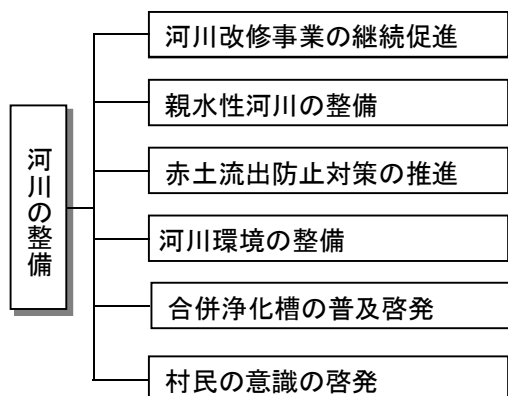 河川の整備
河川改修事業の継続促進
親水性河川の整備
赤土流出防止対策の推進
河川環境の整備
合併浄化槽の普及啓発
村民の意識の啓発